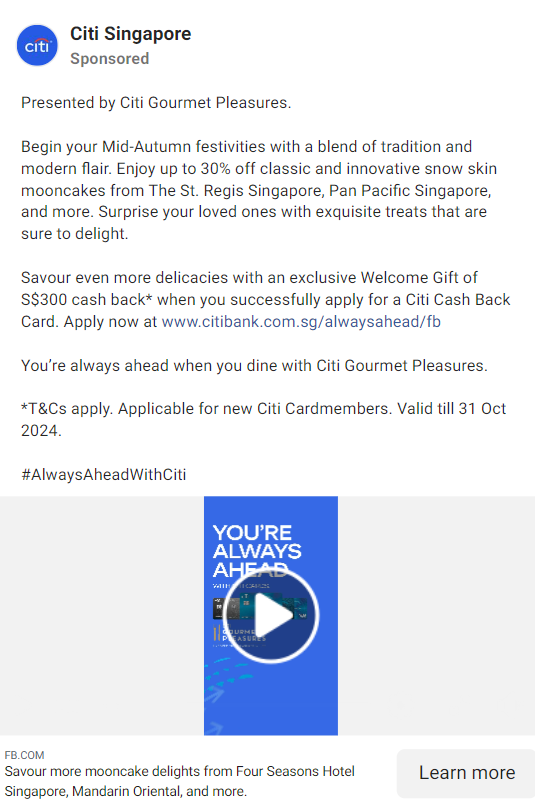 citi
Citi Singapore
Sponsored
Presented by Citi Gourmet Pleasures.
Begin your Mid-Autumn festivities with a blend of tradition and
modern flair. Enjoy up to 30% off classic and innovative snow skin
mooncakes from The St. Regis Singapore, Pan Pacific Singapore,
and more. Surprise your loved ones with exquisite treats that are
sure to delight.
Savour even more delicacies with an exclusive Welcome Gift of
S$300 cash back* when you successfully apply for a Citi Cash Back
Card. Apply now at www.citibank.com.sg/alwaysahead/fb
You’re always ahead when you dine with Citi Gourmet Pleasures.
*T&Cs apply. Applicable for new Citi Cardmembers. Valid till 31 Oct
2024.
#AlwaysAheadWithCiti
YOU’RE
ALWAYS
AHEAD
GOURMET
PLEASURES
FB.COM
Savour more mooncake delights from Four Seasons Hotel
Singapore, Mandarin Oriental, and more.
Learn more